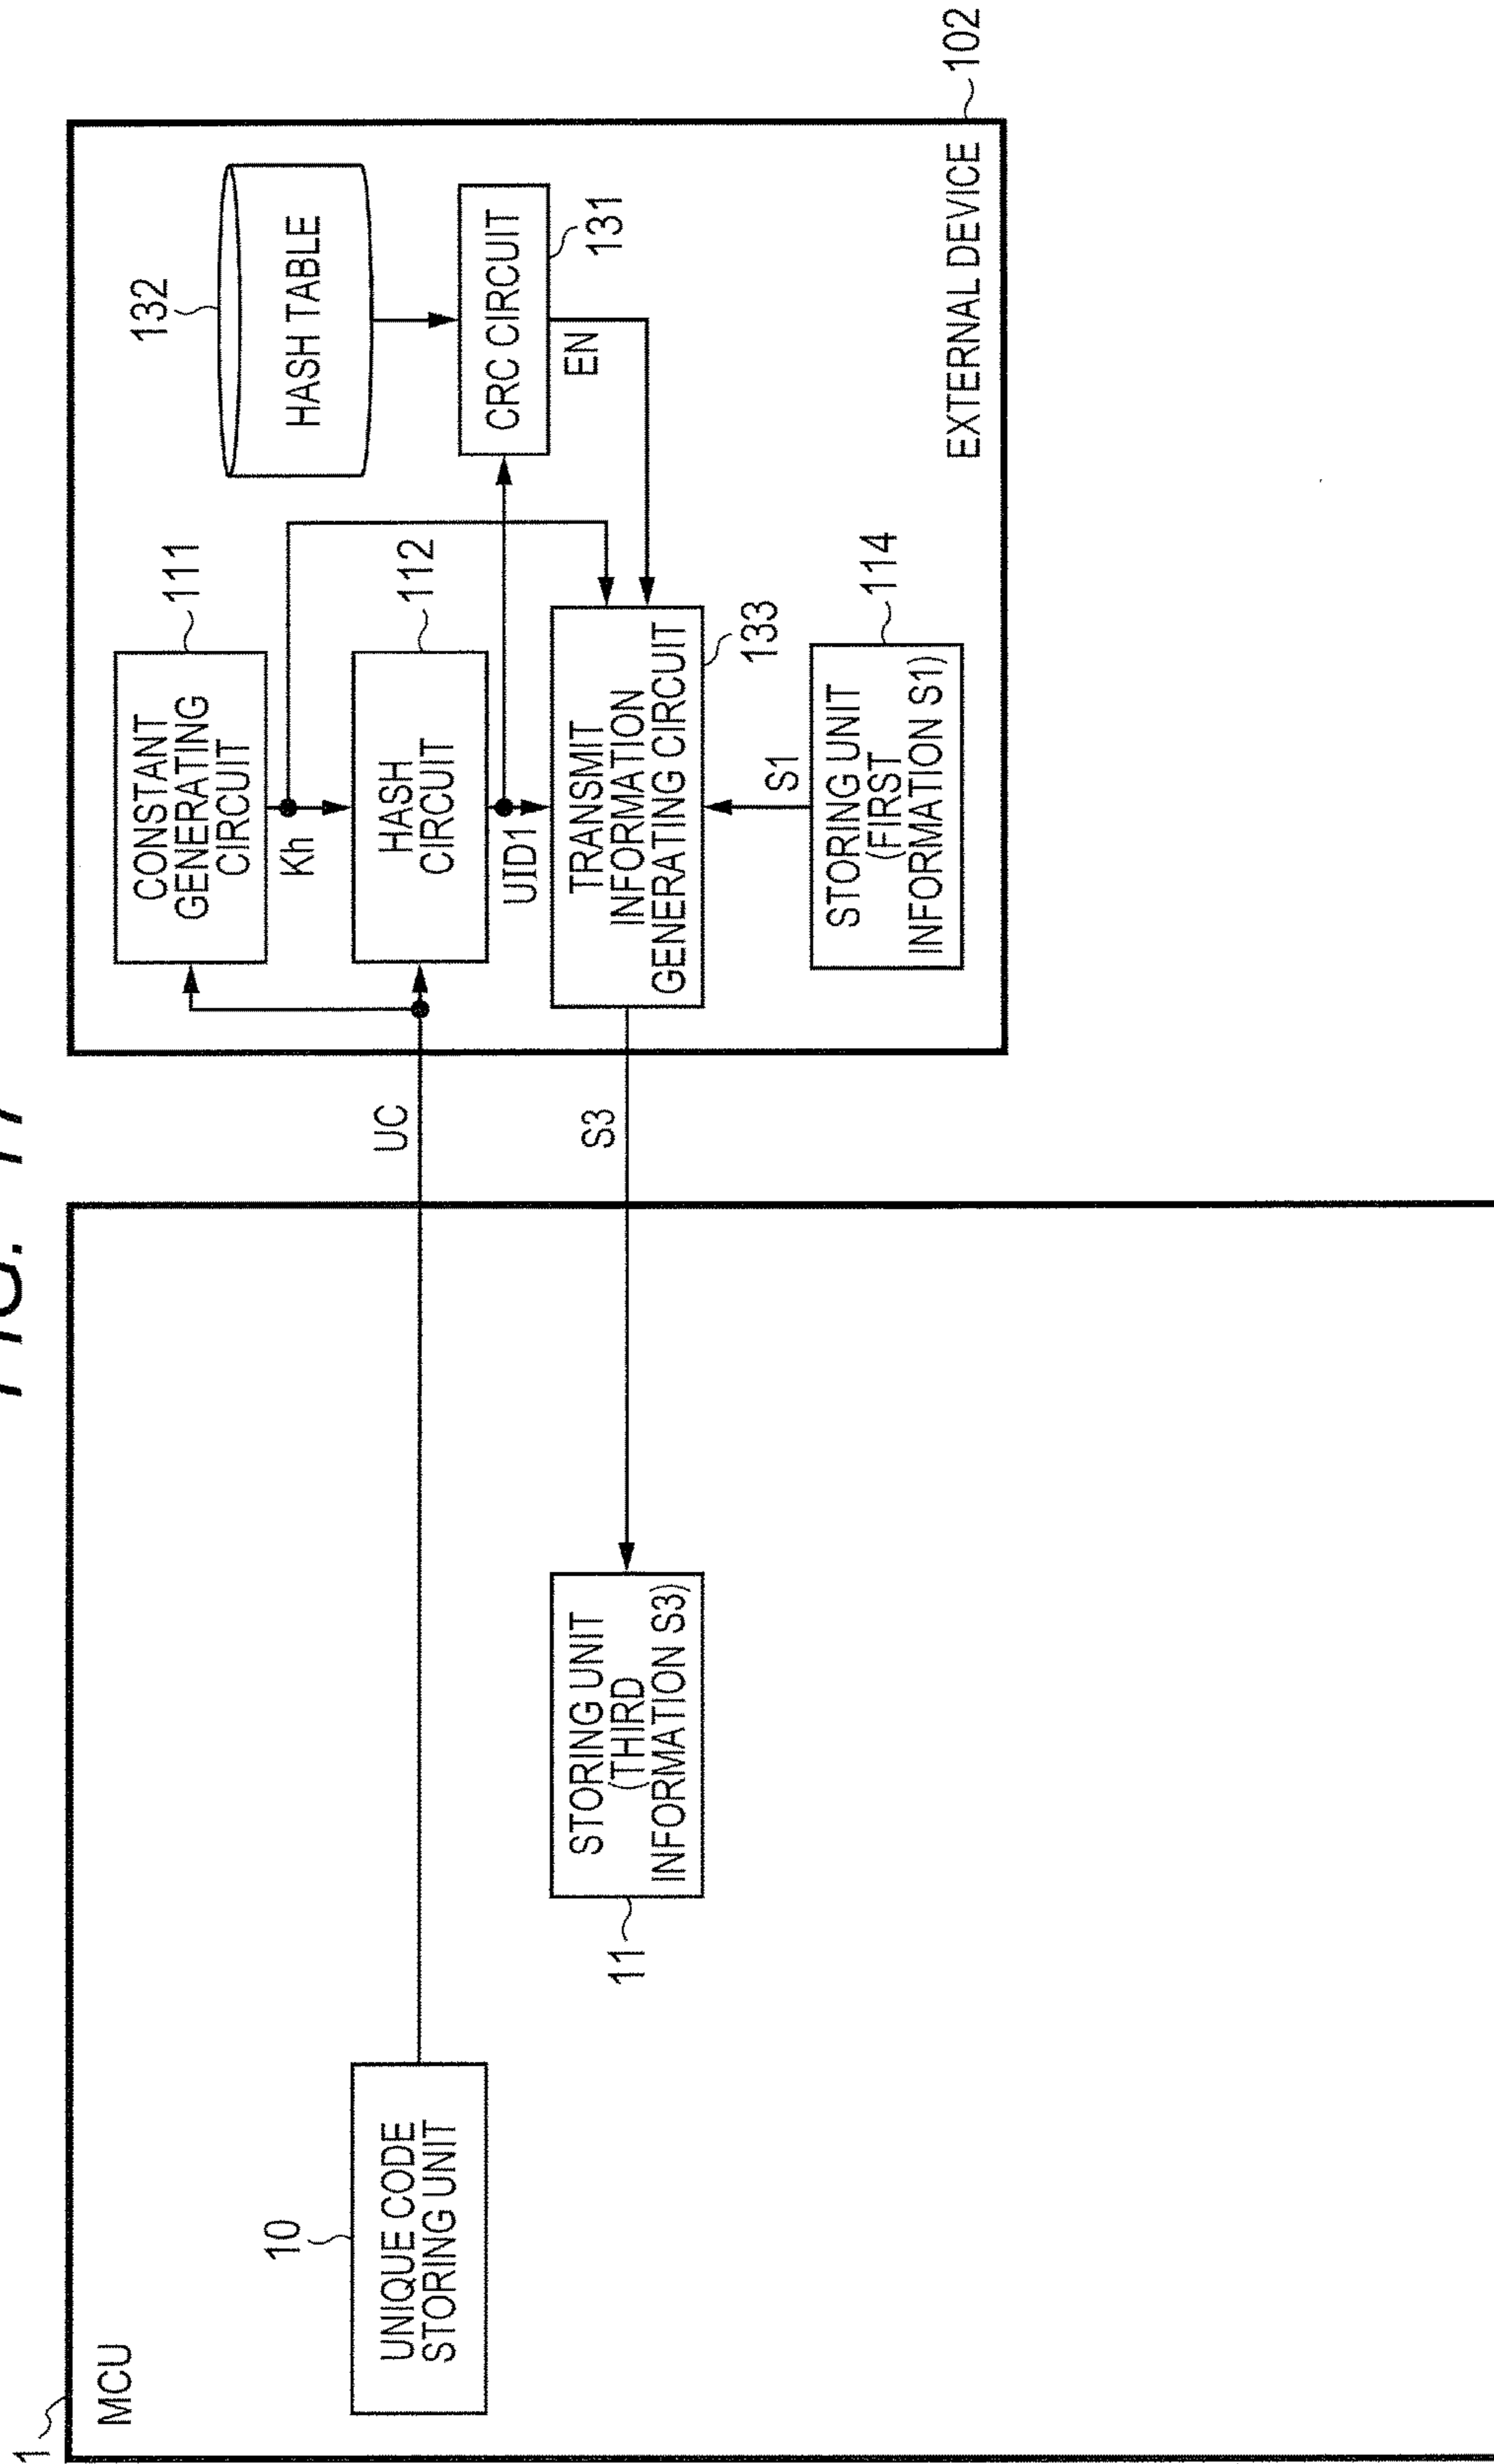 1
MCU
10
UNIQUE CODE
STORING UNIT
11
STORING UNIT
(THIRD
INFORMATION S3)
UC
S3
CONSTANT
GENERATING
CIRCUIT
111
Kh
HASH
CIRCUIT
112
UID1
TRANSMIT
INFORMATION
GENERATING CIRCUIT
133
S1
STORING UNIT
(FIRST
INFORMATION S1)
114
132
HASH TABLE
CRC CIRCUIT
131
EN
EXTERNAL DEVICE
102